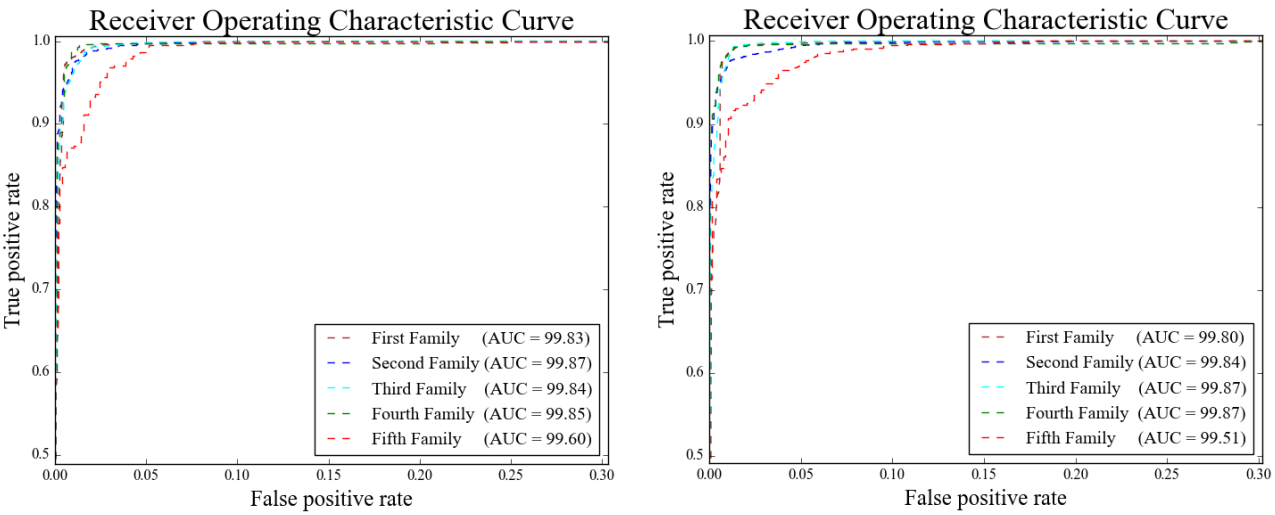 Receiver Operating Characteristic Curve
1.0
0.9
0.8
0.7
0.6
0.5
True positive rate
0.00 0.05 0.10 0.15 0.20 0.25 0.30
False positive rate
First Family (AUC = 99.83)
Second Family (AUC = 99.87)
Third Family (AUC = 99.84)
Fourth Family (AUC = 99.85)
Fifth Family (AUC = 99.60)
Receiver Operating Characteristic Curve
1.0
0.9
0.8
0.7
0.6
0.5
True positive rate
0.00 0.05 0.10 0.15 0.20 0.25 0.30
False positive rate
First Family (AUC = 99.80)
Second Family (AUC = 99.84)
Third Family (AUC = 99.87)
Fourth Family (AUC = 99.87)
Fifth Family (AUC = 99.51)